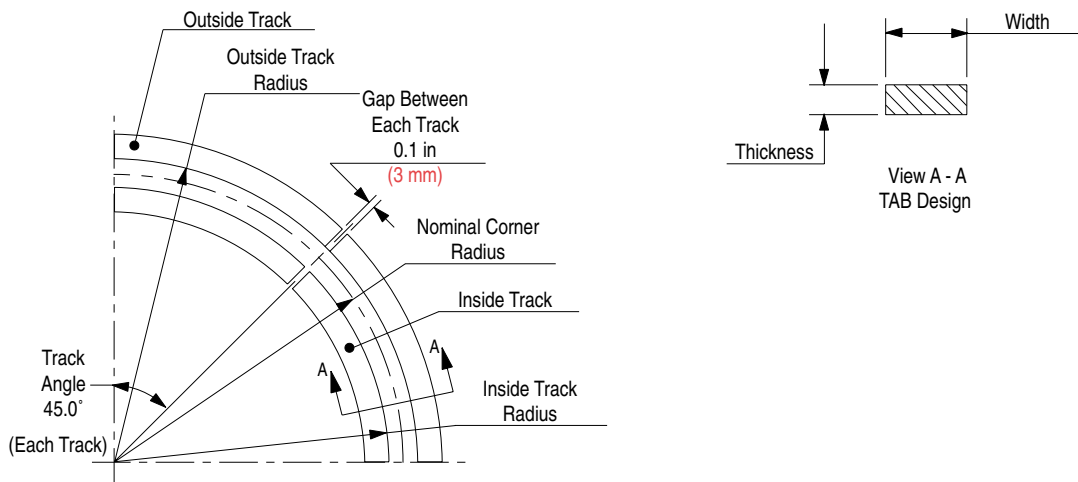 Outside Track
Outside Track
Radius
Gap Between
Each Track
0.1 in
(3 mm)
Nominal Corner
Radius
Inside Track
A
A
Inside Track
Radius
Track
Angle
45.0°
(Each Track)
Width
Thickness
View A - A
TAB Design